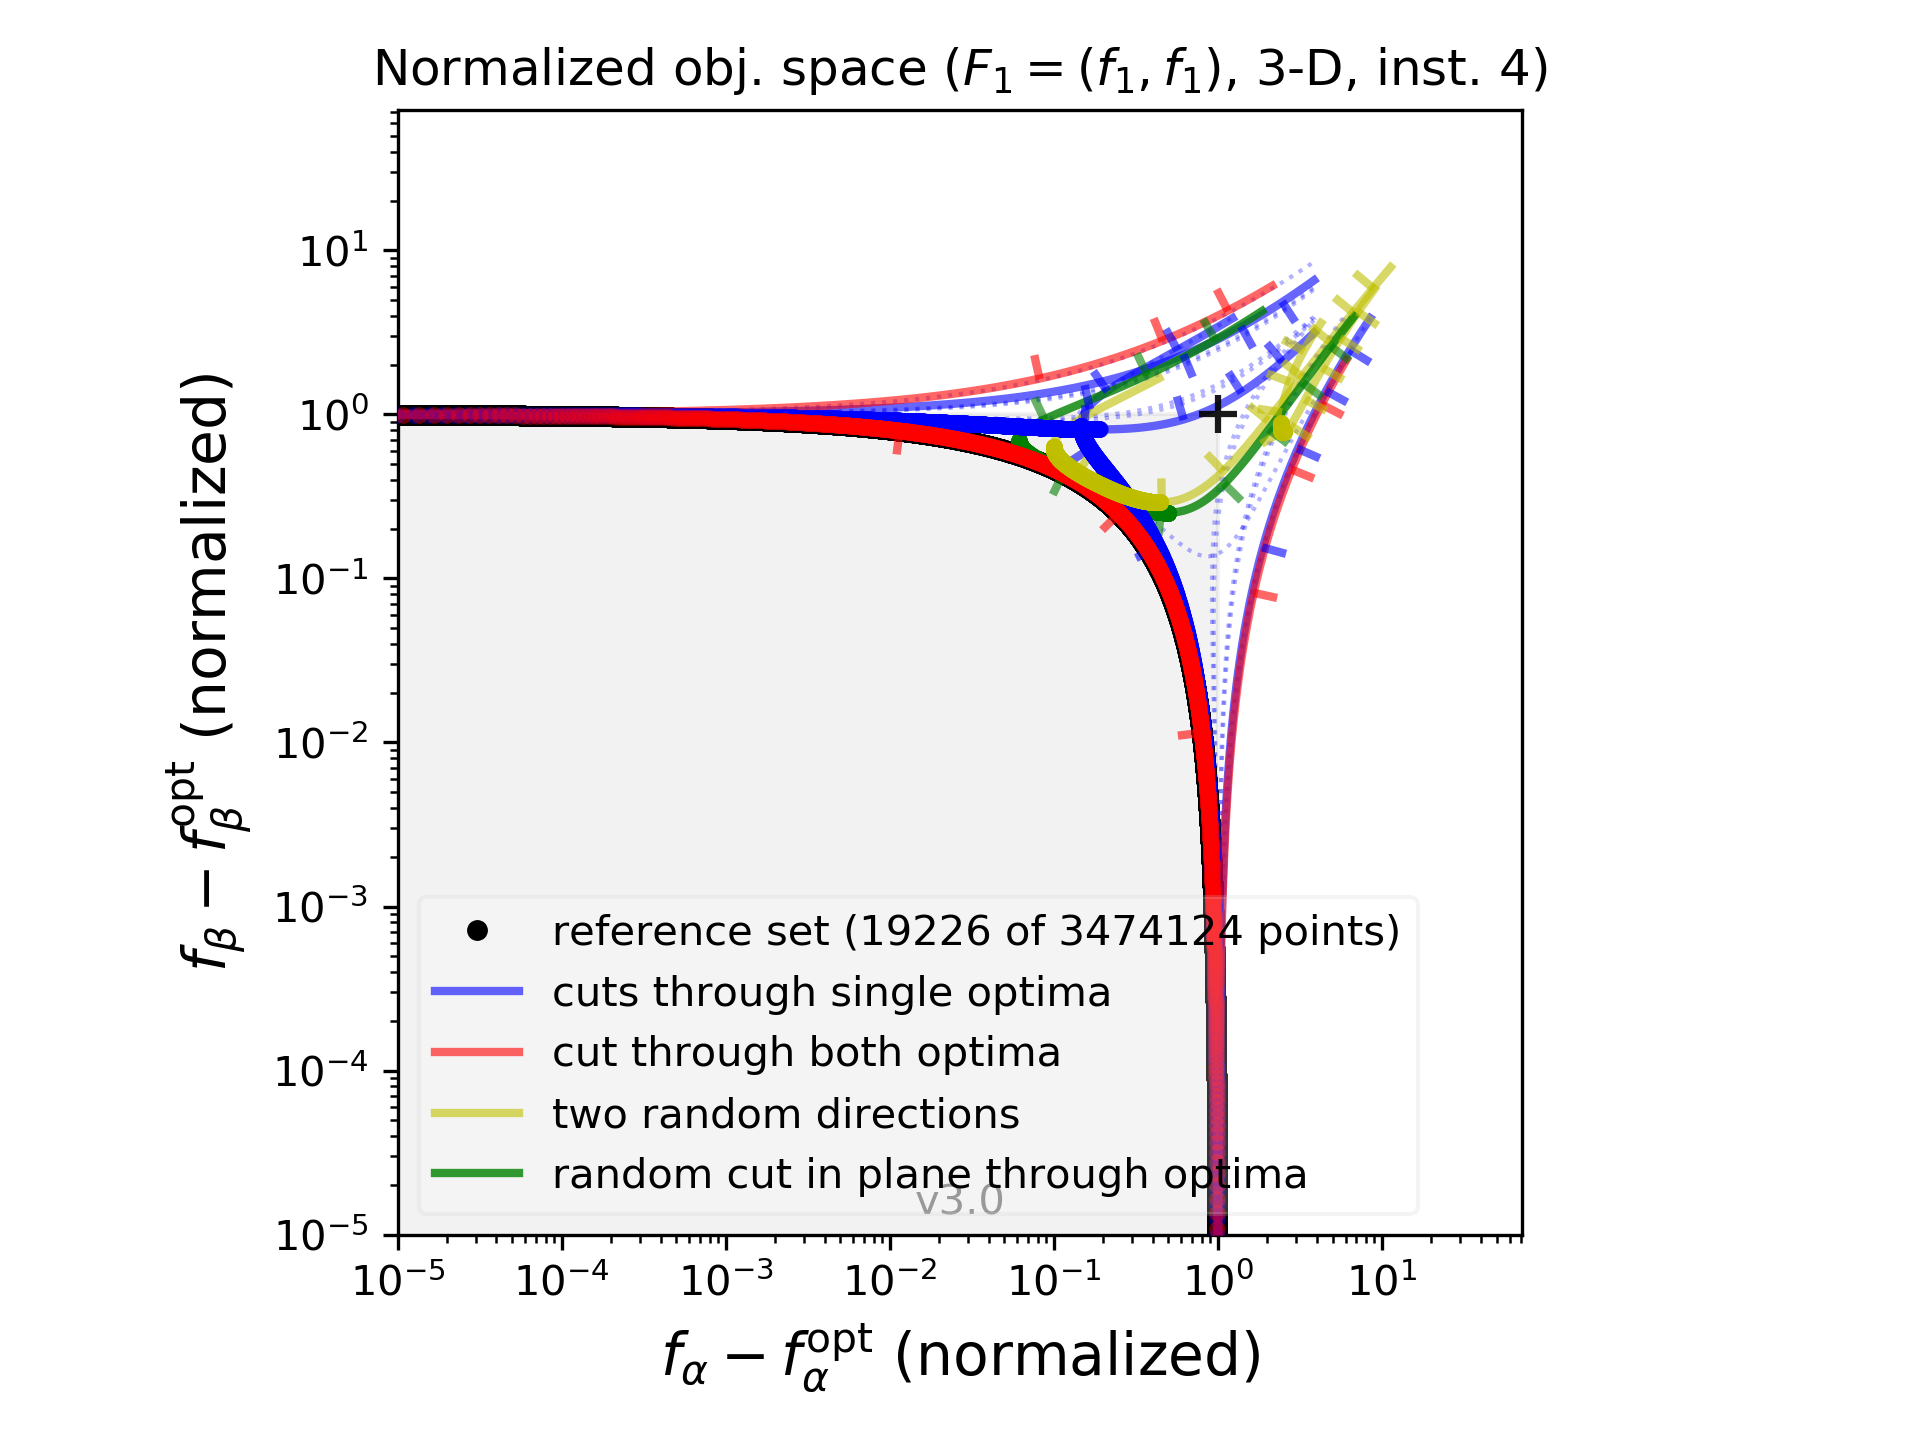 Normalized obj. space (F₁ = (f₁, f₁), 3-D, inst. 4)
f_β − f_β^opt (normalized)
10¹
10⁰
10⁻¹
10⁻²
10⁻³
10⁻⁴
10⁻⁵
reference set (19226 of 3474124 points)
cuts through single optima
cut through both optima
two random directions
random cut in plane through optima
v3.0
10⁻⁵ 10⁻⁴ 10⁻³ 10⁻² 10⁻¹ 10⁰ 10¹
f_α − f_α^opt (normalized)